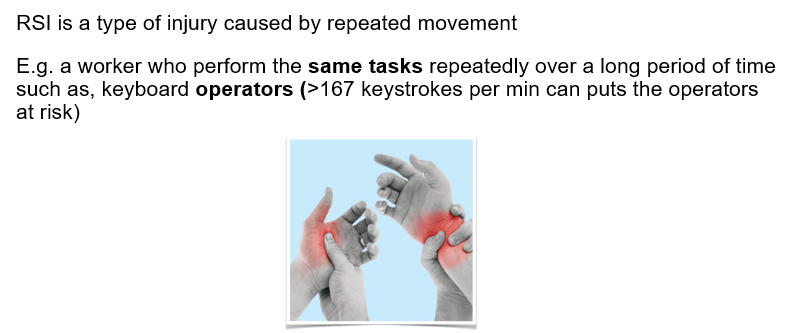 RSI is a type of injury caused by repeated movement
E.g. a worker who perform the same tasks repeatedly over a long period of time
such as, keyboard operators (>167 keystrokes per min can puts the operators
at risk)